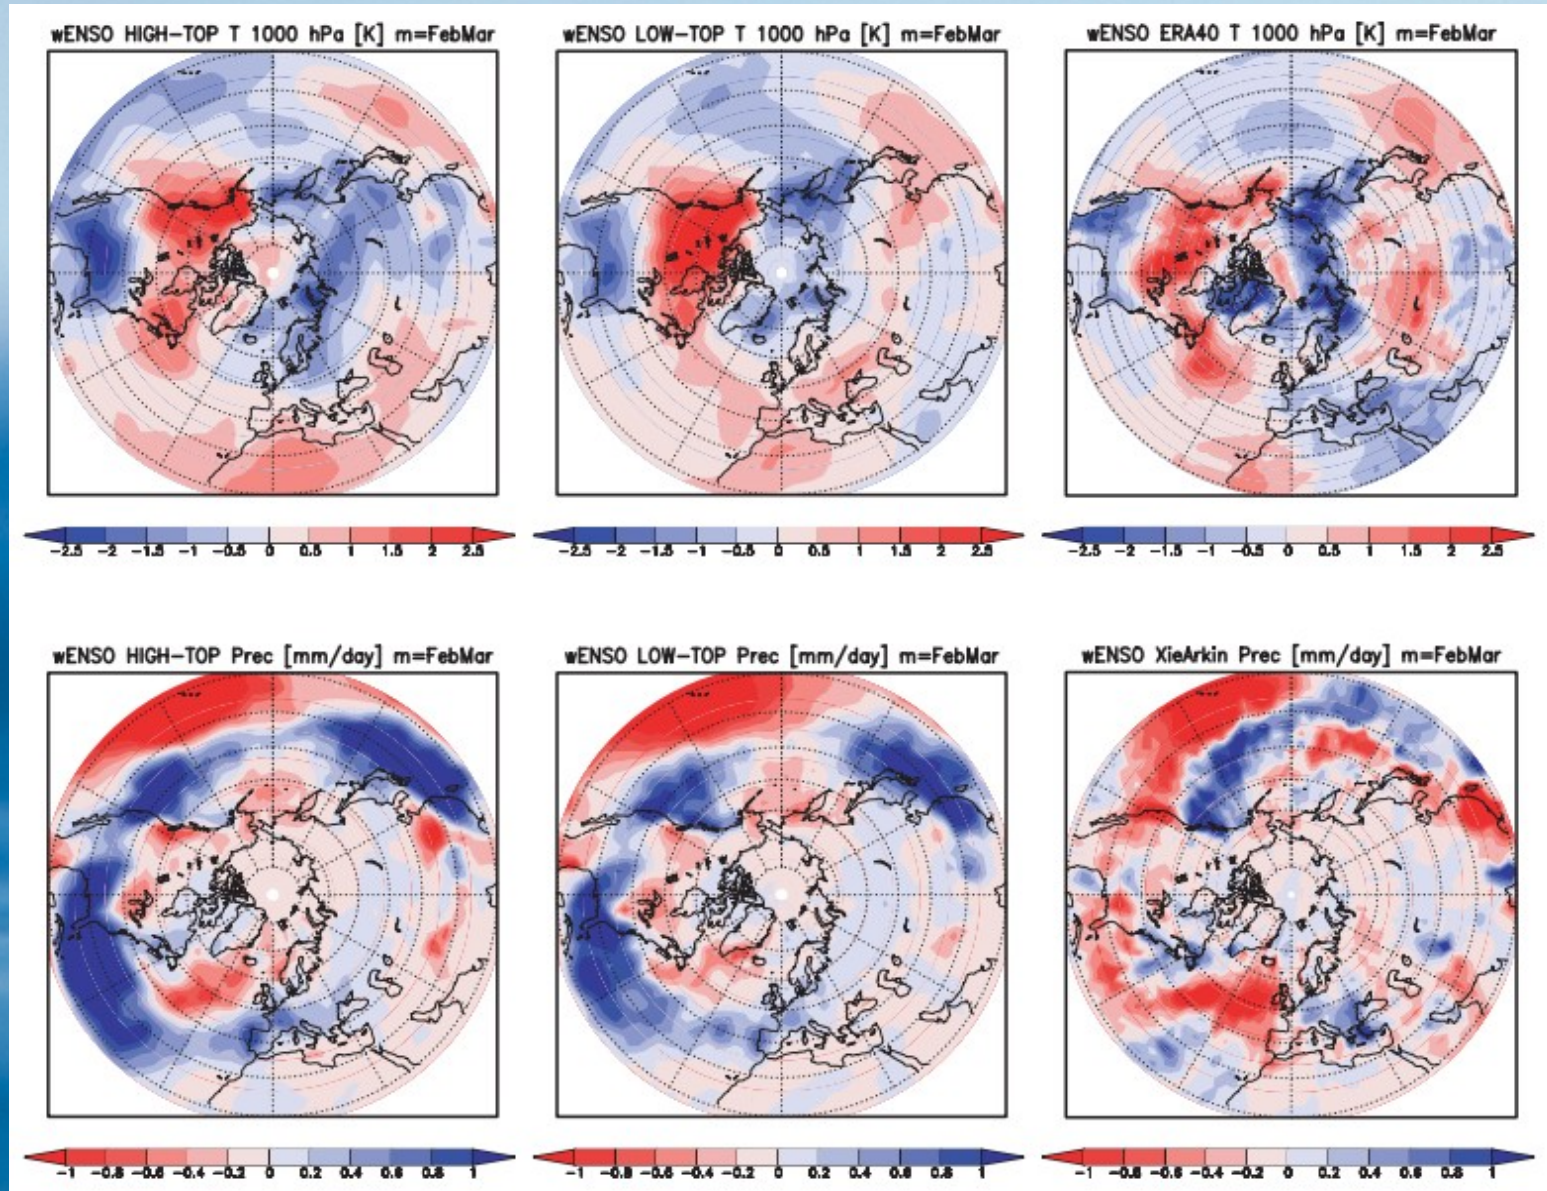 wENSO HIGH-TOP T 1000 hPa [K] m=FebMar
wENSO LOW-TOP T 1000 hPa [K] m=FebMar
wENSO ERA40 T 1000 hPa [K] m=FebMar
-2.5 -2 -1.5 -1 -0.5 0 0.5 1 1.5 2 2.5
-2.5 -2 -1.5 -1 -0.5 0 0.5 1 1.5 2 2.5
-2.5 -2 -1.5 -1 -0.5 0 0.5 1 1.5 2 2.5
wENSO HIGH-TOP Prec [mm/day] m=FebMar
wENSO LOW-TOP Prec [mm/day] m=FebMar
wENSO XieArkin Prec [mm/day] m=FebMar
-1 -0.8 -0.6 -0.4 -0.2 0 0.2 0.4 0.6 0.8 1
-1 -0.8 -0.6 -0.4 -0.2 0 0.2 0.4 0.6 0.8 1
-1 -0.8 -0.6 -0.4 -0.2 0 0.2 0.4 0.6 0.8 1